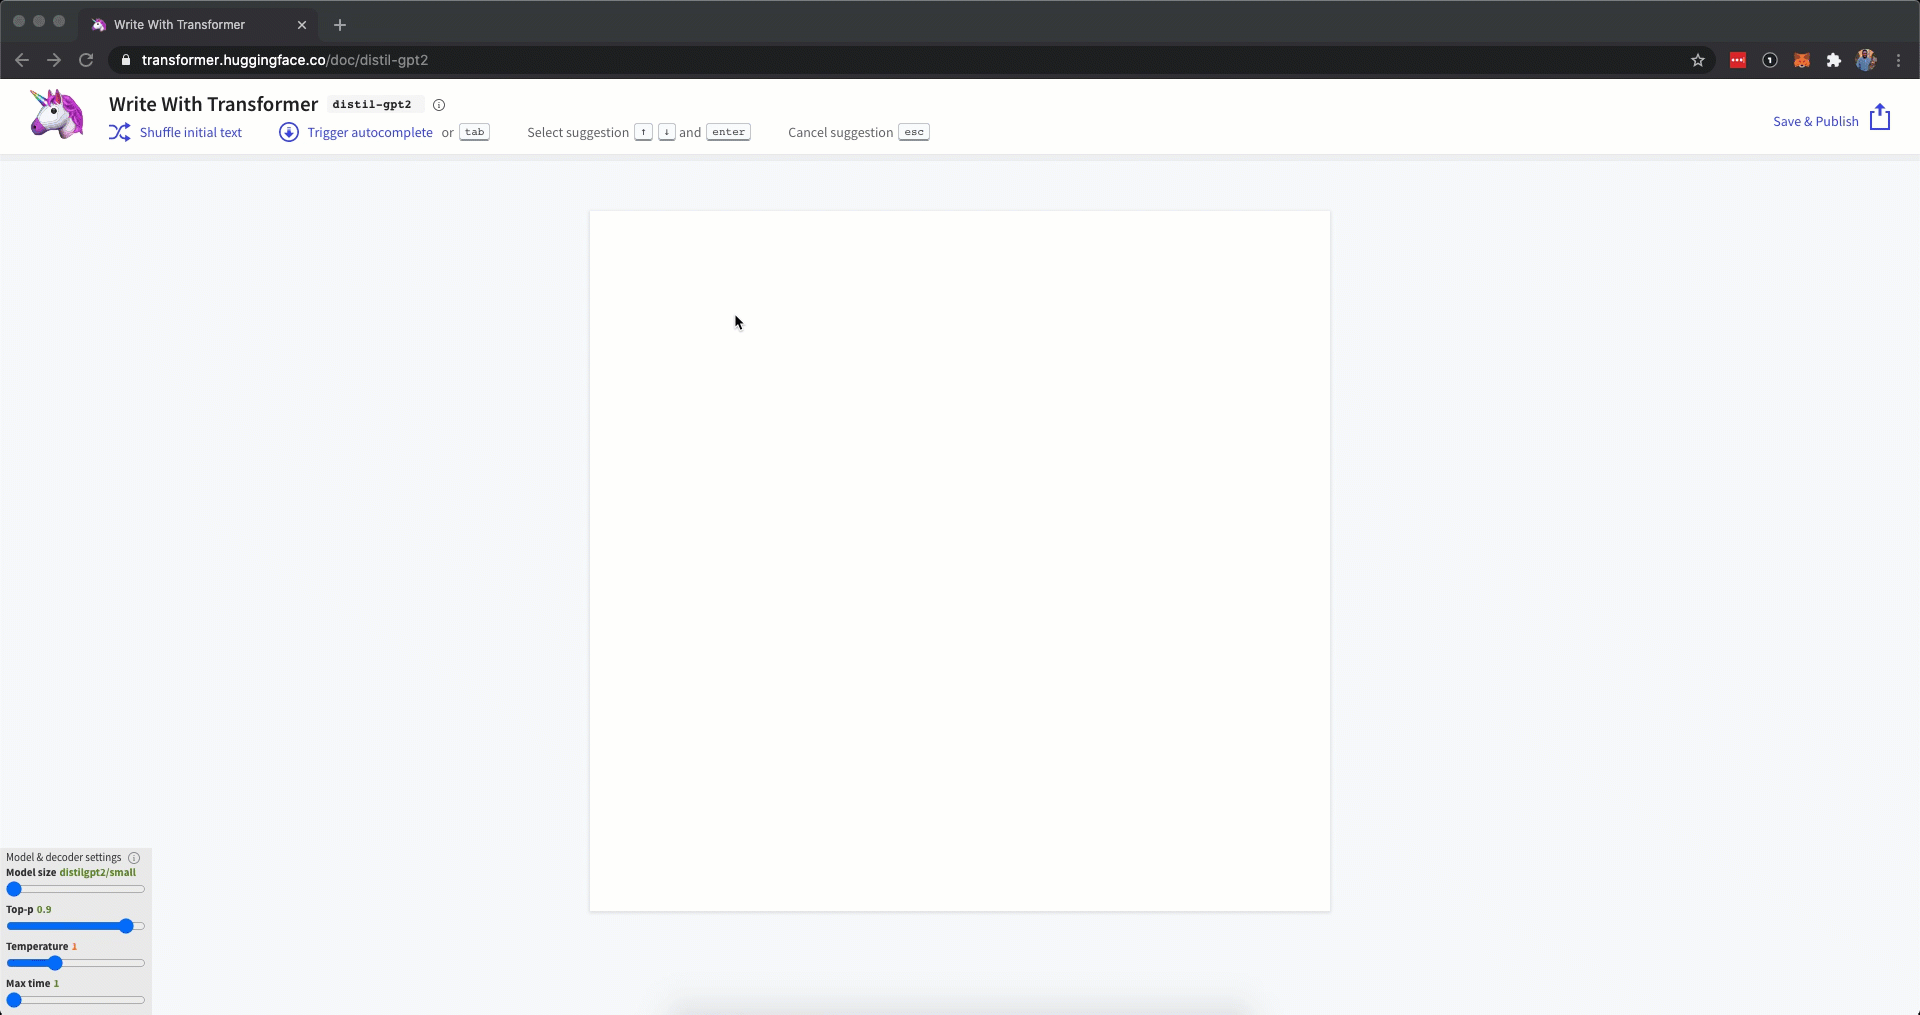 Write With Transformer
transformer.huggingface.co/doc/distil-gpt2
Write With Transformer distil-gpt2
Shuffle initial text Trigger autocomplete or tab Select suggestion ↑ ↓ and enter Cancel suggestion esc
Save & Publish
Model & decoder settings
Model size distilgpt2/small
Top-p 0.9
Temperature 1
Max time 1